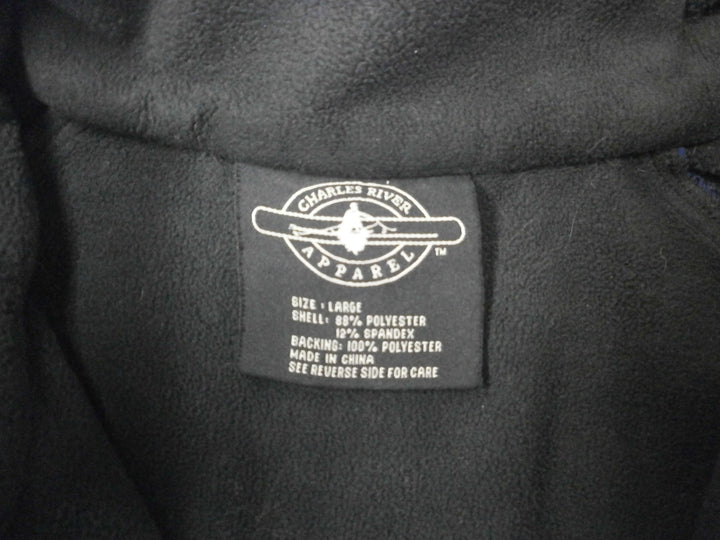 CHARLES RIVER
APPAREL
TM
SIZE : LARGE
SHELL: 88% POLYESTER
12% SPANDEX
BACKING: 100% POLYESTER
MADE IN CHINA
SEE REVERSE SIDE FOR CARE